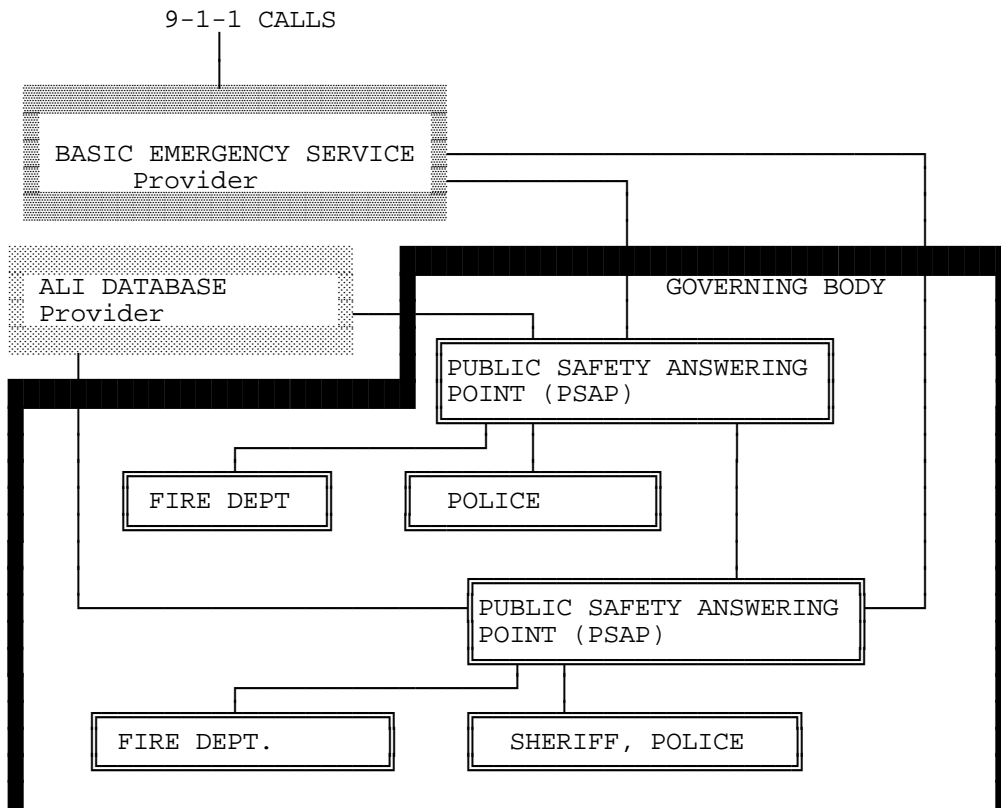 9-1-1 CALLS
BASIC EMERGENCY SERVICE
Provider
ALI DATABASE
Provider
GOVERNING BODY
PUBLIC SAFETY ANSWERING
POINT (PSAP)
FIRE DEPT
POLICE
PUBLIC SAFETY ANSWERING
POINT (PSAP)
FIRE DEPT.
SHERIFF, POLICE